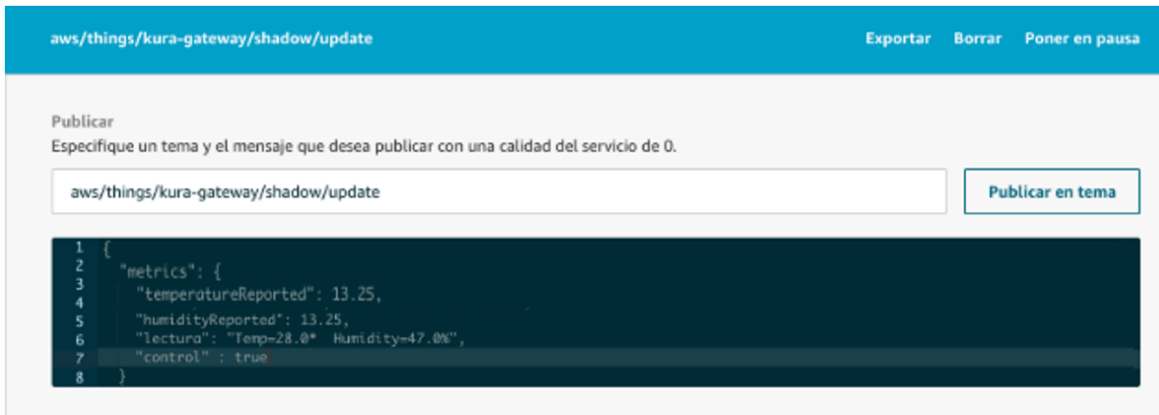 aws/things/kura-gateway/shadow/update Exportar Borrar Poner en pausa
Publicar
Especifique un tema y el mensaje que desea publicar con una calidad del servicio de 0.
aws/things/kura-gateway/shadow/update Publicar en tema
1 {
2 "metrics": {
3 "temperatureReported": 13.25,
4
5 "humidityReported": 13.25,
6 "lectura": "Temp=28.0* Humidity=47.0%",
7 "control" : true
8 }